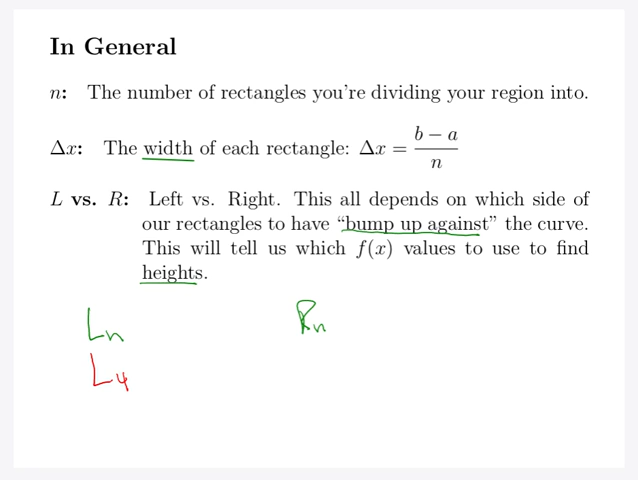 In General
n: The number of rectangles you're dividing your region into.
Δx: The width of each rectangle: Δx = (b − a)/n
L vs. R: Left vs. Right. This all depends on which side of
our rectangles to have “bump up against” the curve.
This will tell us which f(x) values to use to find
heights.
Ln Rn
L4